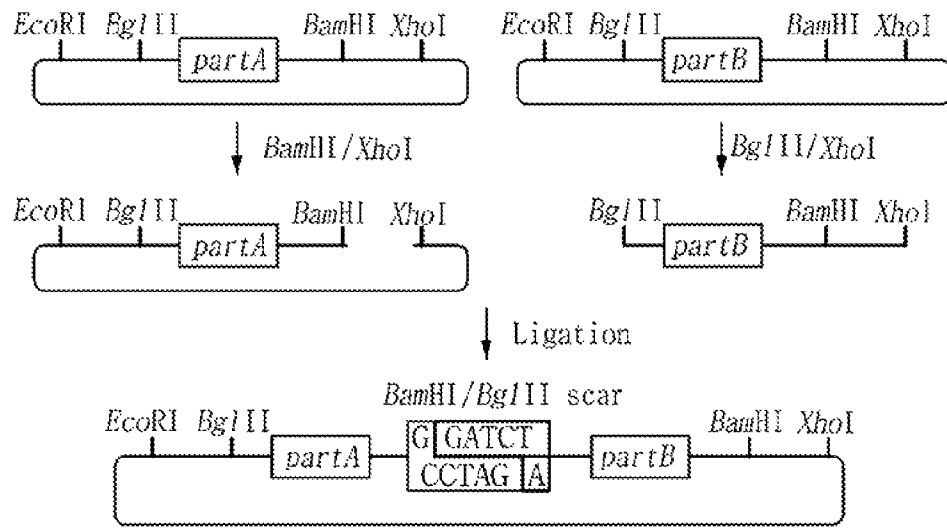 EcoRI BglII BamHI XhoI EcoRI BglII BamHI XhoI
partA partB
BamHI/XhoI BglII/XhoI
EcoRI BglII BamHI XhoI BglII BamHI XhoI
partA partB
Ligation
BamHI/BglII scar
EcoRI BglII BamHI XhoI
G GATCT
partA partB
CCTAG A